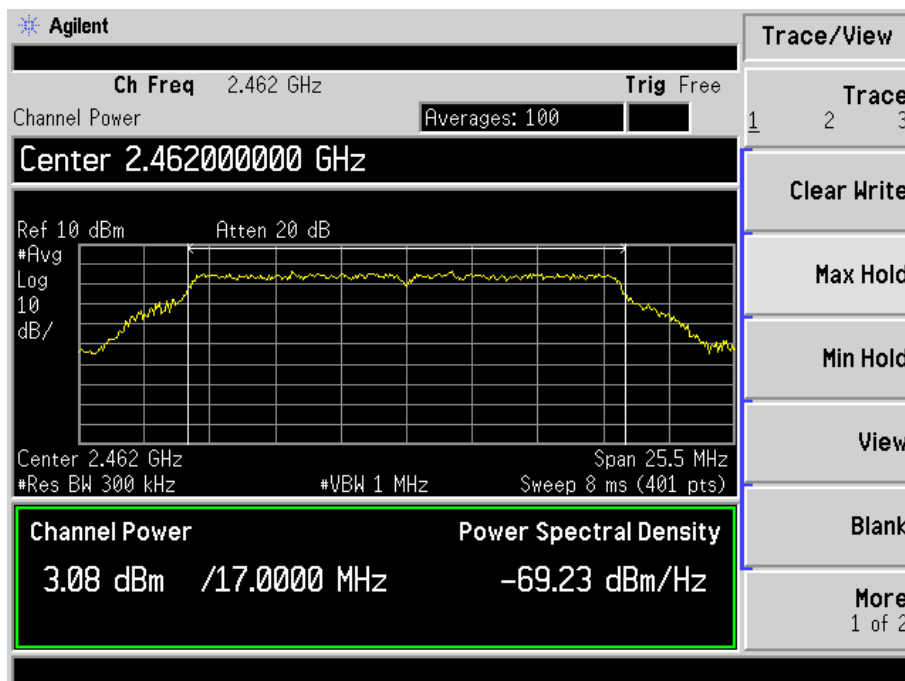 Agilent
Trace/View
Ch Freq 2.462 GHz Trig Free
Channel Power Averages: 100
Trace
1 2 3
Center 2.462000000 GHz
Clear Write
Ref 10 dBm Atten 20 dB
#Avg
Log
10
dB/
Max Hold
Min Hold
View
Center 2.462 GHz Span 25.5 MHz
#Res BW 300 kHz #VBW 1 MHz Sweep 8 ms (401 pts)
Channel Power Power Spectral Density
3.08 dBm /17.0000 MHz -69.23 dBm/Hz
Blank
More
1 of 2